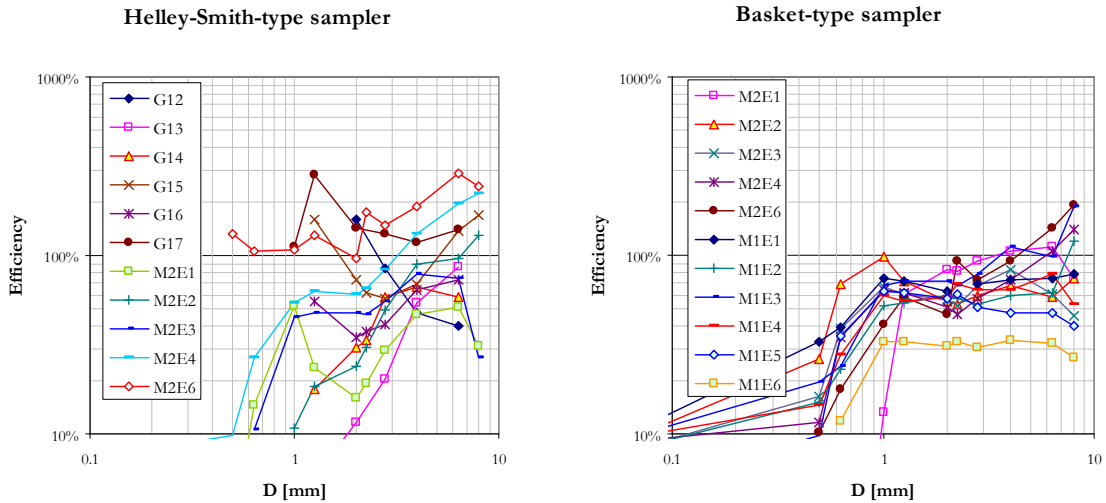 Helley-Smith-type sampler
1000%
100%
10%
0.1
1
10
Efficiency
D [mm]
G12
G13
G14
G15
G16
G17
M2E1
M2E2
M2E3
M2E4
M2E6
Basket-type sampler
1000%
100%
10%
0.1
1
10
Efficiency
D [mm]
M2E1
M2E2
M2E3
M2E4
M2E6
M1E1
M1E2
M1E3
M1E4
M1E5
M1E6